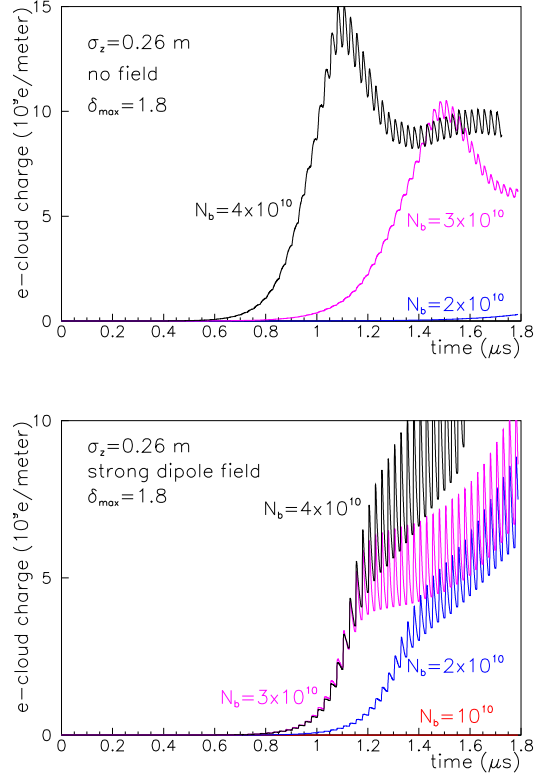 15
10
5
0
e−cloud charge (10⁹e/meter)
σz=0.26 m
no field
δmax=1.8
Nb=4x10¹⁰
Nb=3x10¹⁰
Nb=2x10¹⁰
0 0.2 0.4 0.6 0.8 1 1.2 1.4 1.6 1.8
time (μs)
10
5
0
e−cloud charge (10⁹e/meter)
σz=0.26 m
strong dipole field
δmax=1.8
Nb=4x10¹⁰
Nb=3x10¹⁰
Nb=2x10¹⁰
Nb=10¹⁰
0 0.2 0.4 0.6 0.8 1 1.2 1.4 1.6 1.8
time (μs)